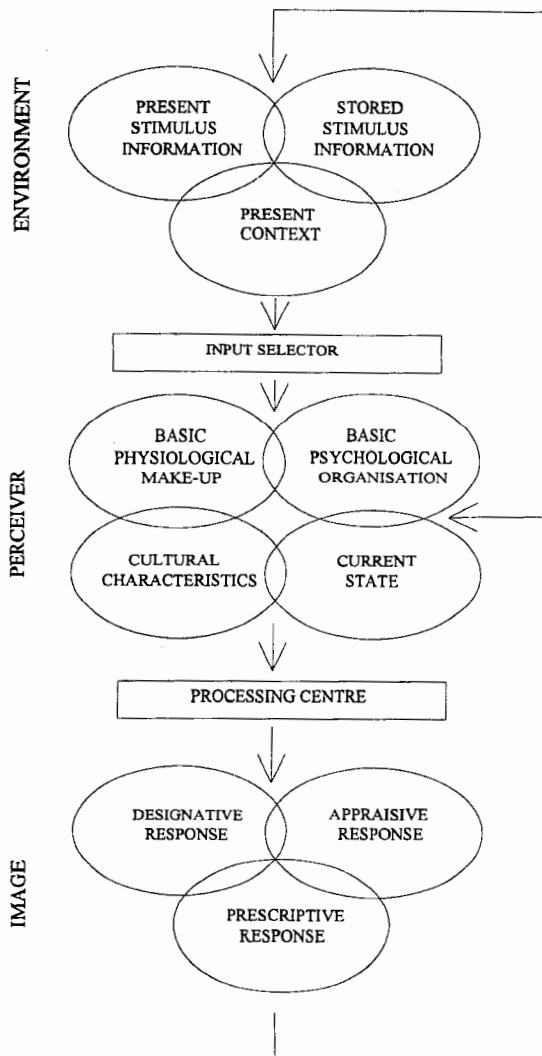 ENVIRONMENT
PRESENT
STIMULUS
INFORMATION
STORED
STIMULUS
INFORMATION
PRESENT
CONTEXT
INPUT SELECTOR
PERCEIVER
BASIC
PHYSIOLOGICAL
MAKE-UP
BASIC
PSYCHOLOGICAL
ORGANISATION
CULTURAL
CHARACTERISTICS
CURRENT
STATE
PROCESSING CENTRE
IMAGE
DESIGNATIVE
RESPONSE
APPRAISIVE
RESPONSE
PRESCRIPTIVE
RESPONSE